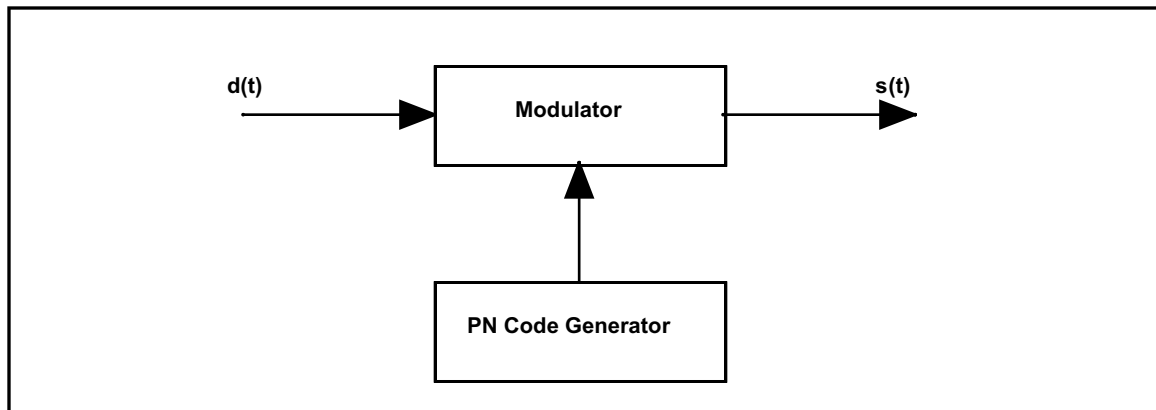 d(t)
Modulator
s(t)
PN Code Generator